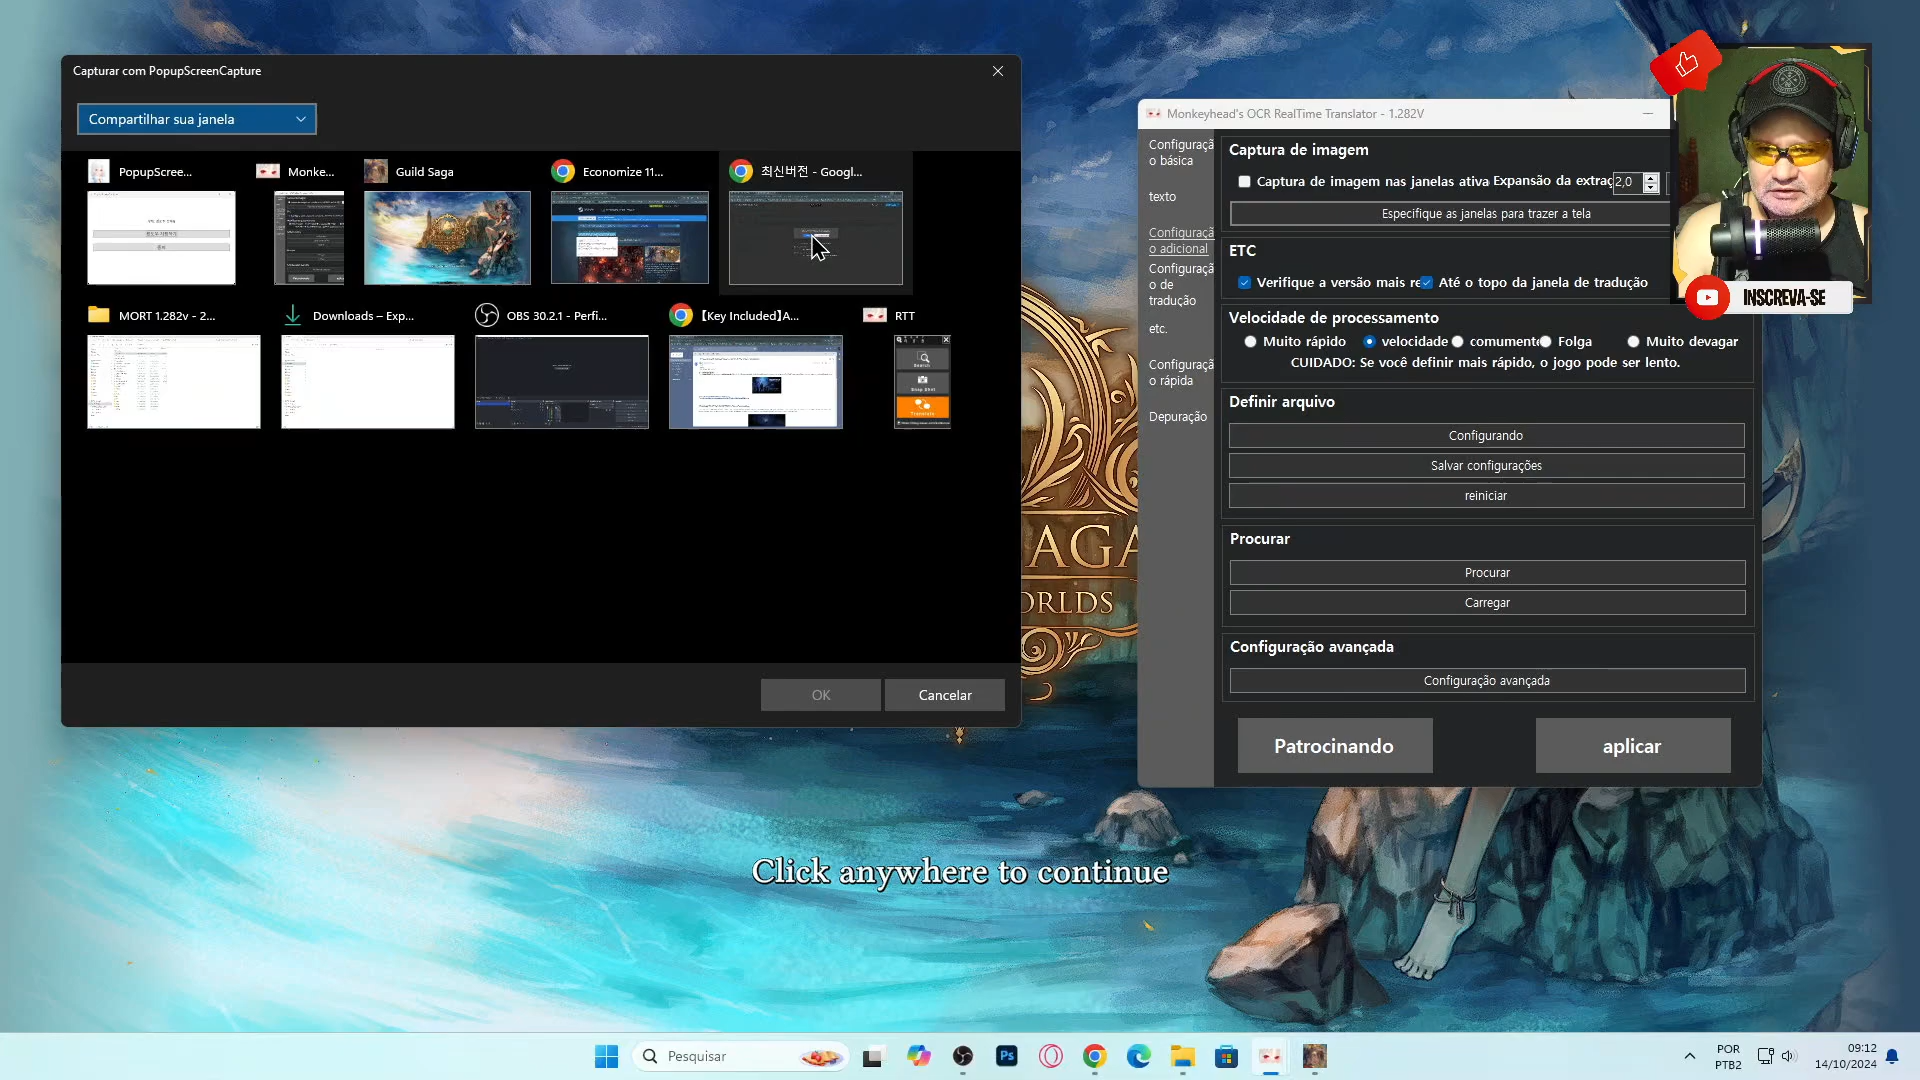 Capturar com PopupScreenCapture
Compartilhar sua janela
PopupScree...
Monke...
Guild Saga
Economize 11...
최신버전 - Googl...
MORT 1.282v - 2...
Downloads – Exp...
OBS 30.2.1 - Perfi...
【Key Included】A...
RTT
Search
Snap Shot
Translate
OK
Cancelar
Monkeyhead's OCR RealTime Translator - 1.282V
Configuraçã
o básica
texto
Configuraçã
o adicional
Configuraçã
o de
tradução
etc.
Configuraçã
o rápida
Depuração
Captura de imagem
Captura de imagem nas janelas ativa
Expansão da extraç
2,0
Especifique as janelas para trazer a tela
ETC
Verifique a versão mais re
Até o topo da janela de tradução
Velocidade de processamento
Muito rápido
velocidade
comumente
Folga
Muito devagar
CUIDADO: Se você definir mais rápido, o jogo pode ser lento.
Definir arquivo
Configurando
Salvar configurações
reiniciar
Procurar
Procurar
Carregar
Configuração avançada
Configuração avançada
Patrocinando
aplicar
INSCREVA-SE
AGA
ORLDS
Click anywhere to continue
Pesquisar
Ps
POR
PTB2
09:12
14/10/2024